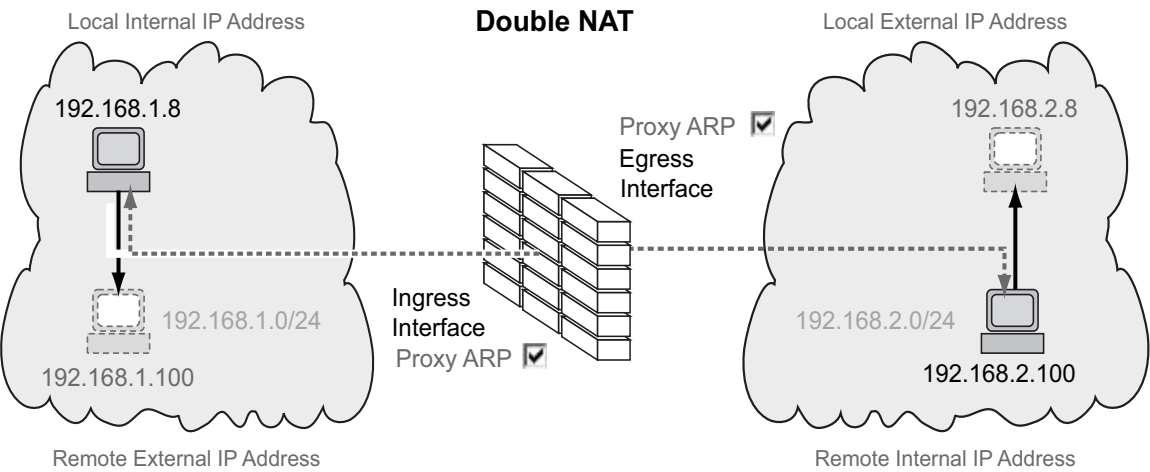 Local Internal IP Address
Double NAT
Local External IP Address
192.168.1.8
192.168.2.8
Proxy ARP
Egress
Interface
Ingress
Interface
Proxy ARP
192.168.1.0/24
192.168.2.0/24
192.168.1.100
192.168.2.100
Remote External IP Address
Remote Internal IP Address